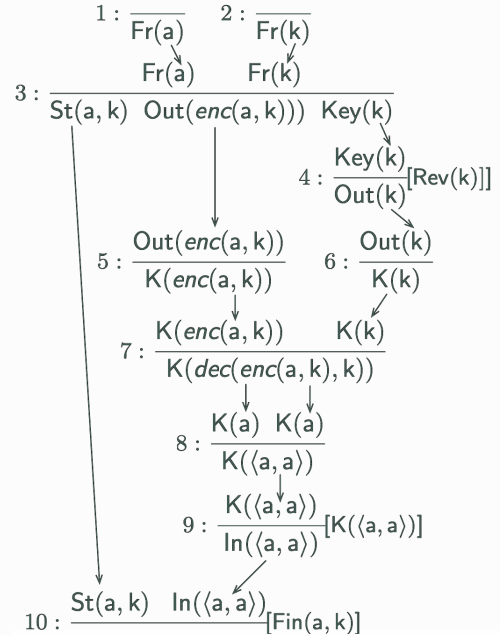 1 : Fr(a) 2 : Fr(k)
Fr(a) Fr(k)
3 :
St(a, k) Out(enc(a, k))) Key(k)
Key(k)
4 : [Rev(k)]]
Out(k)
Out(enc(a, k)) Out(k)
5 : 6 :
K(enc(a, k)) K(k)
K(enc(a, k)) K(k)
7 :
K(dec(enc(a, k), k))
K(a) K(a)
8 :
K(⟨a, a⟩)
K(⟨a, a⟩)
9 : [K(⟨a, a⟩)]
In(⟨a, a⟩)
St(a, k) In(⟨a, a⟩)
10 : [Fin(a, k)]